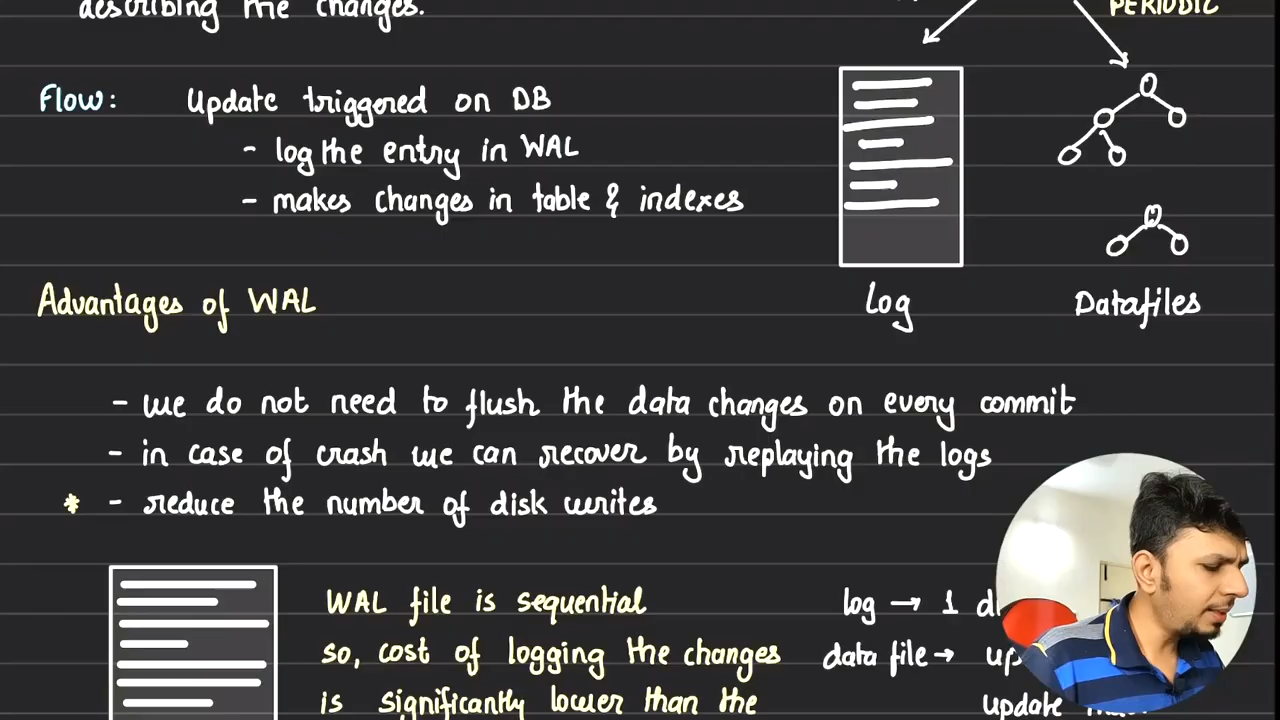 describing the changes.
PERIODIC
Flow: Update triggered on DB
- log the entry in WAL
- makes changes in table & indexes
Log
Datafiles
Advantages of WAL
- we do not need to flush the data changes on every commit
- in case of crash we can recover by replaying the logs
* - reduce the number of disk writes
WAL file is sequential
so, cost of logging the changes
is significantly lower than the
log → 1
data file →
update